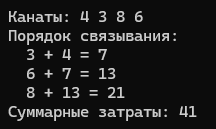 Канаты: 4 3 8 6
Порядок связывания:
  3 + 4 = 7
  6 + 7 = 13
  8 + 13 = 21
Суммарные затраты: 41